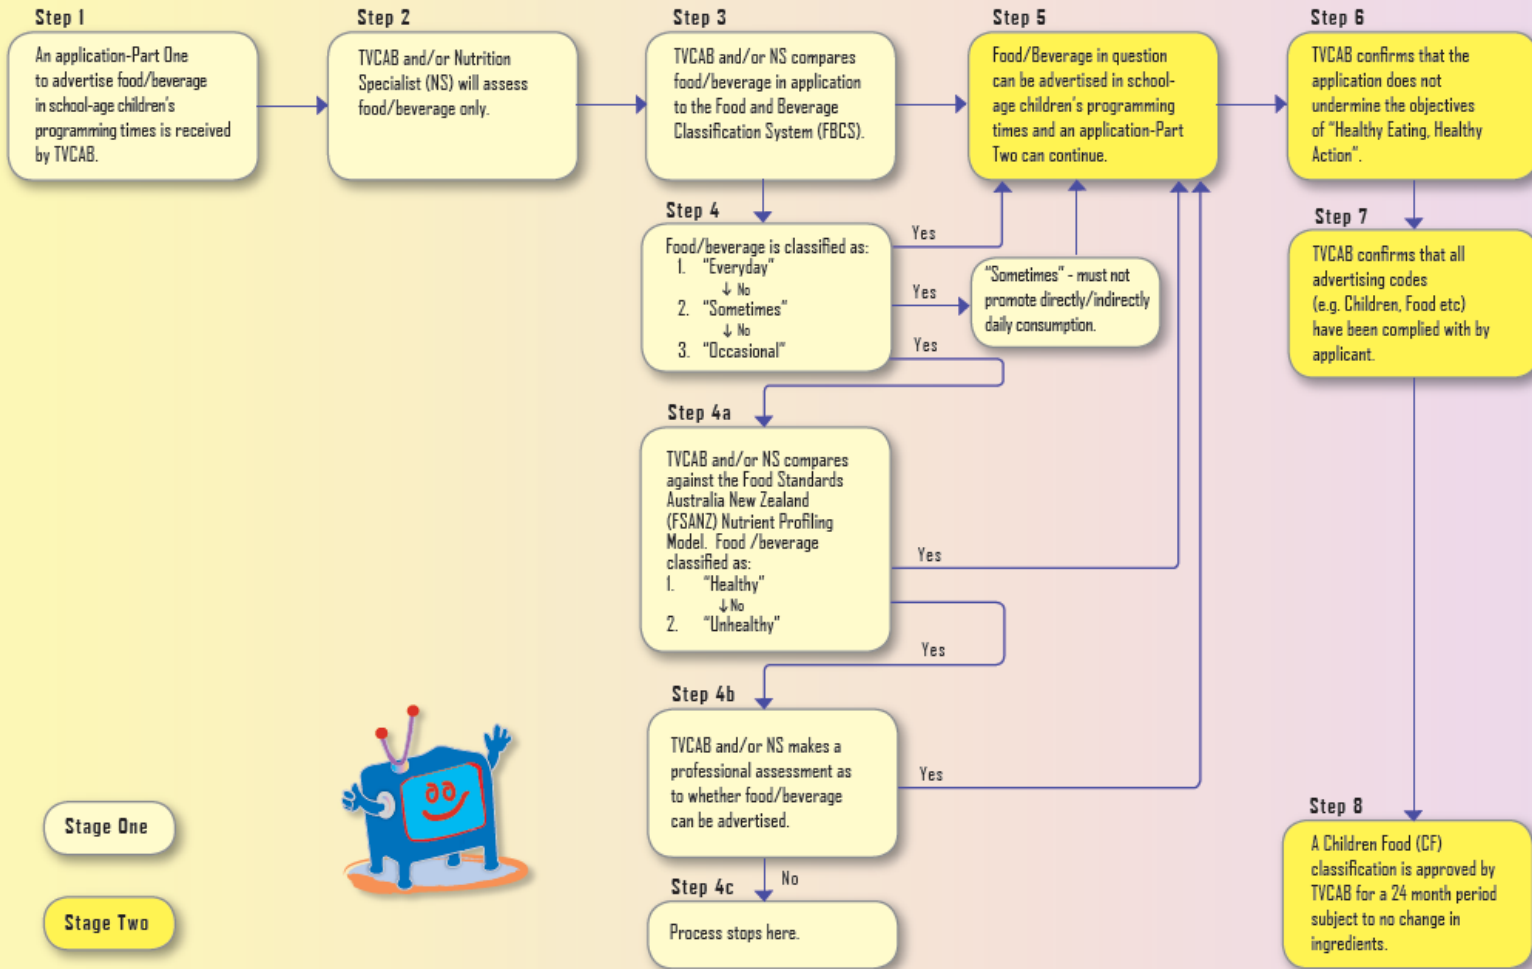 Step 1
An application-Part One
to advertise food/beverage
in school-age children's
programming times is received
by TVCAB.
Step 2
TVCAB and/or Nutrition
Specialist (NS) will assess
food/beverage only.
Step 3
TVCAB and/or NS compares
food/beverage in application
to the Food and Beverage
Classification System (FBCS).
Step 5
Food/Beverage in question
can be advertised in school-
age children's programming
times and an application-Part
Two can continue.
Step 6
TVCAB confirms that the
application does not
undermine the objectives
of "Healthy Eating, Healthy
Action".
Step 4
Food/beverage is classified as:
1. "Everyday"
↓ No
2. "Sometimes"
↓ No
3. "Occasional"
Yes
Yes
Yes
"Sometimes" - must not
promote directly/indirectly
daily consumption.
Step 7
TVCAB confirms that all
advertising codes
(e.g. Children, Food etc)
have been complied with by
applicant.
Step 4a
TVCAB and/or NS compares
against the Food Standards
Australia New Zealand
(FSANZ) Nutrient Profiling
Model. Food /beverage
classified as:
1. "Healthy"
↓ No
2. "Unhealthy"
Yes
Yes
Step 4b
TVCAB and/or NS makes a
professional assessment as
to whether food/beverage
can be advertised.
Yes
No
Step 4c
Process stops here.
Step 8
A Children Food (CF)
classification is approved by
TVCAB for a 24 month period
subject to no change in
ingredients.
Stage One
Stage Two